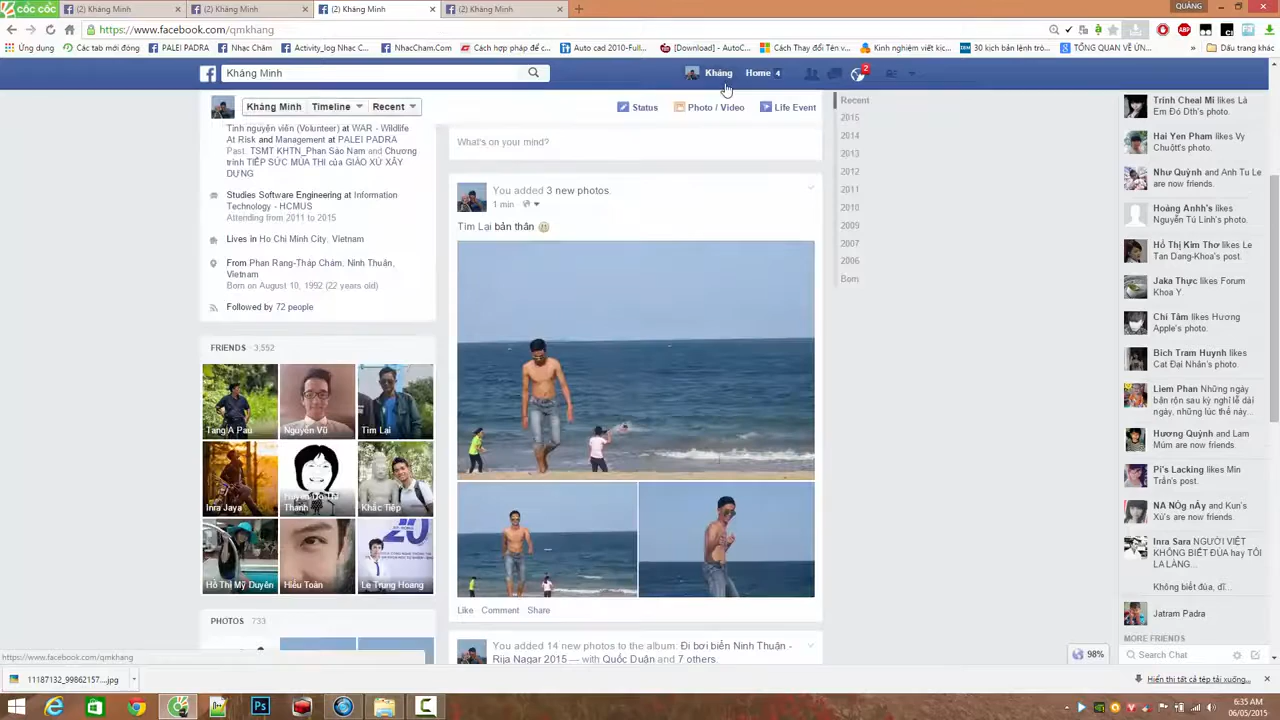 cốc cốc
(2) Kháng Minh
(2) Kháng Minh
(2) Kháng Minh
(2) Kháng Minh
QUẢNG
https://www.facebook.com/qmkhang
Ứng dụng
Các tab mới đóng
PALEI PADRA
Nhạc Chăm
Activity_log Nhạc C...
NhacCham.Com
Cách hợp pháp để c...
Auto cad 2010-Full...
[Download] - AutoC...
Cách Thay đổi Tên v...
Kinh nghiệm viết kịc...
30 kịch bản lệnh trò...
TỔNG QUAN VỀ ỨN...
»
Dấu trang khác
Kháng Minh
Kháng
Home 4
2
Kháng Minh
Timeline
Recent
Status
Photo / Video
Life Event
Tình nguyện viên (Volunteer) at WAR - Wildlife
At Risk and Management at PALEI PADRA
Past: TSMT KHTN_Phan Sào Nam and Chương
trình TIẾP SỨC MÙA THI của GIÁO XỨ XÂY
DỰNG
Studies Software Engineering at Information
Technology - HCMUS
Attending from 2011 to 2015
Lives in Ho Chi Minh City, Vietnam
From Phan Rang-Tháp Chàm, Ninh Thuận,
Vietnam
Born on August 10, 1992 (22 years old)
Followed by 72 people
FRIENDS · 3,552
Tang A Pau
Nguyễn Vũ
Tìm Lại
Inra Jaya
Thanh
Khắc Tiệp
Hồ Thị Mỹ Duyên
Hiếu Toàn
Le Trung Hoang
PHOTOS · 733
What's on your mind?
You added 3 new photos.
1 min
Tìm Lại bản thân
Like Comment Share
You added 14 new photos to the album Đi bơi biển Ninh Thuận -
Rija Nagar 2015 — with Quốc Duận and 7 others.
Recent
2015
2014
2013
2012
2011
2010
2009
2007
2006
Born
Trinh Cheal Mi likes Là
Em Đó Dth's photo.
Hai Yen Pham likes Vy
Chuột's photo.
Như Quỳnh and Anh Tu Le
are now friends.
Hoàng Anhh's likes
Nguyễn Tú Linh's photo.
Hồ Thị Kim Thơ likes Le
Tan Dang-Khoa's post.
Jaka Thực likes Forum
Khoa Y.
Chí Tâm likes Hương
Apple's photo.
Bich Tram Huynh likes
Cat Đại Nhân's photo.
Liem Phan Những ngày
bận rộn sau kỳ nghỉ lễ dài
ngày, những lúc thế này...
Hương Quỳnh and Lam
Múm are now friends.
Pi's Lacking likes Min
Trần's post.
NA NỘg nÂy and Kun's
Xù's are now friends.
Inra Sara NGƯỜI VIỆT
KHÔNG BIẾT ĐÙA hay TÔI
LA LÀNG...
Không biết đùa, dĩ...
Jatram Padra
MORE FRIENDS
Search Chat
98%
https://www.facebook.com/qmkhang
11187132_99862157....jpg
Hiển thị tất cả tệp tải xuống...
6:35 AM
06/05/2015